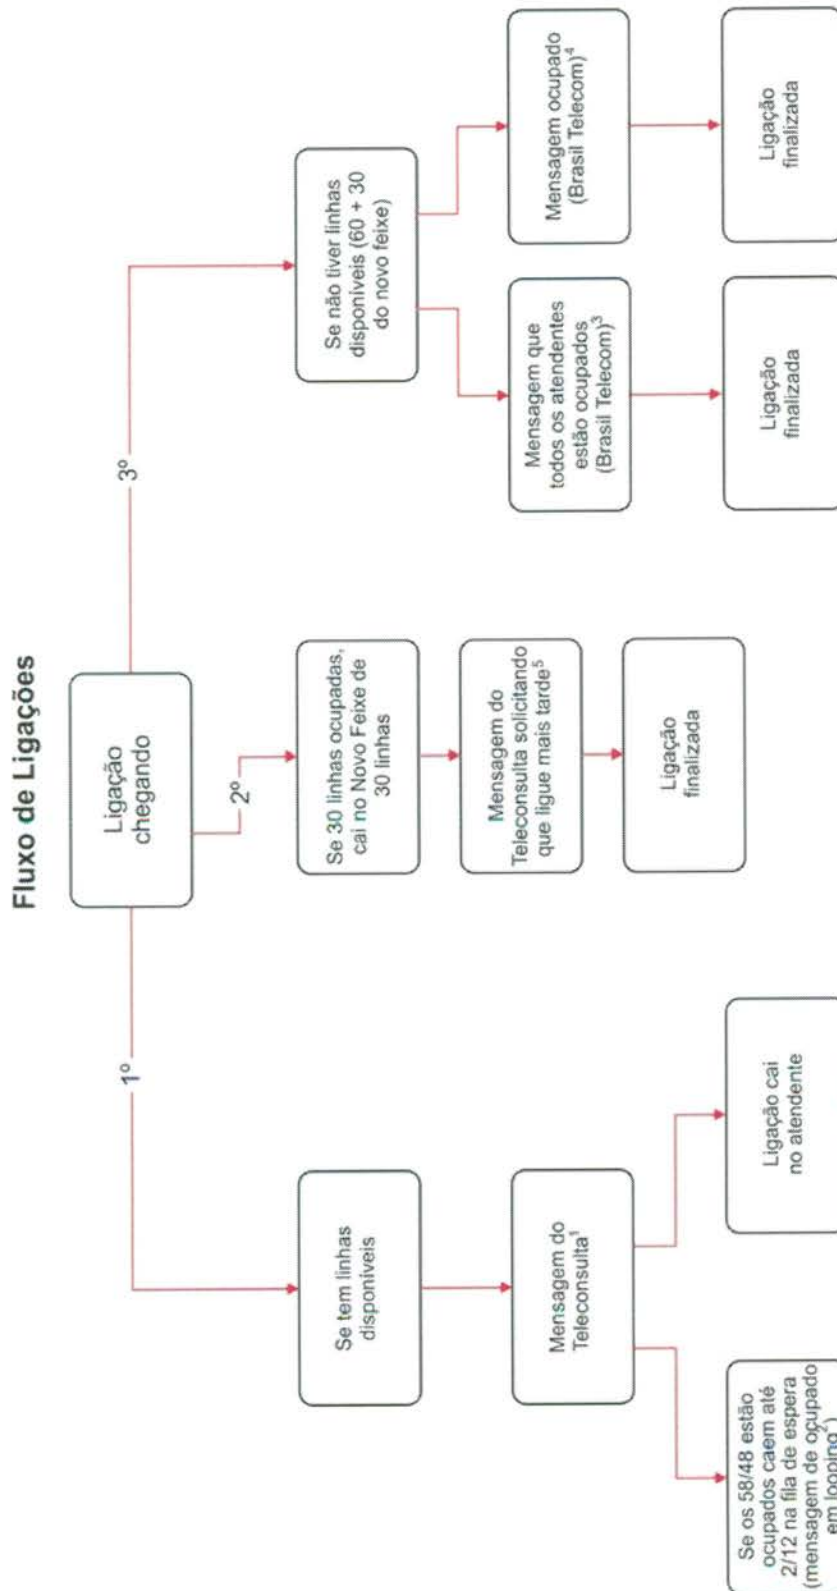 Fluxo de Ligações
Ligação
chegando
1º
2º
3º
Se tem linhas
disponíveis
Se 30 linhas ocupadas,
cai no Novo Feixe de
30 linhas
Se não tiver linhas
disponíveis (60 + 30
do novo feixe)
Mensagem do
Teleconsulta¹
Mensagem do
Teleconsulta solicitando
que ligue mais tarde⁵
Mensagem que
todos os atendentes
estão ocupados
(Brasil Telecom)³
Mensagem ocupado
(Brasil Telecom)⁴
Se os 58/48 estão
ocupados caem até
2/12 na fila de espera
(mensagem de ocupado
em looping²)
Ligação cai
no atendente
Ligação
finalizada
Ligação
finalizada
Ligação
finalizada